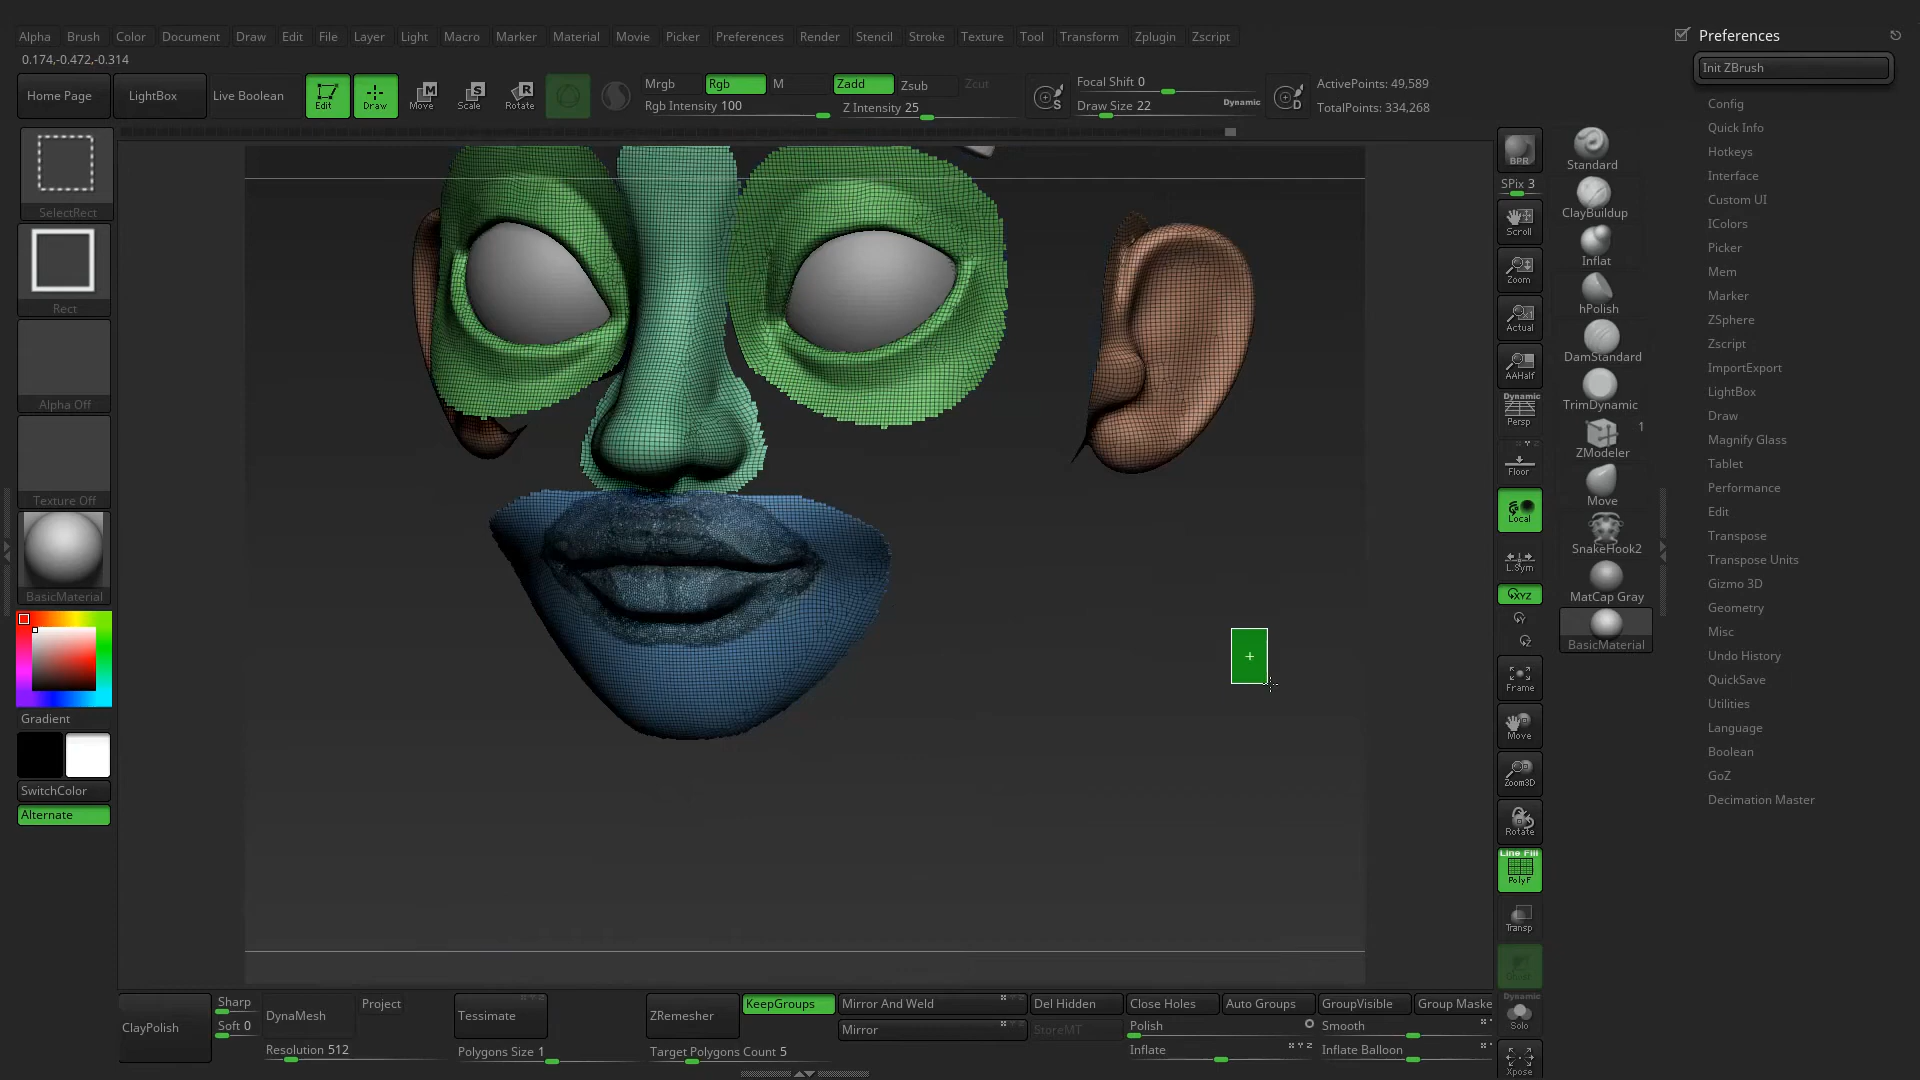 Alpha Brush Color Document Draw Edit File Layer Light Macro Marker Material Movie Picker Preferences Render Stencil Stroke Texture Tool Transform Zplugin Zscript
0.174,-0.472,-0.314
Home Page
LightBox
Live Boolean
Edit
Draw
Move
Scale
Rotate
Mrgb
Rgb
M
Rgb Intensity 100
Zadd
Zsub
Zcut
Z Intensity 25
Focal Shift 0
Draw Size 22
Dynamic
ActivePoints: 49,589
TotalPoints: 334,268
SelectRect
Rect
Alpha Off
Texture Off
BasicMaterial
Gradient
SwitchColor
Alternate
BPR
SPix 3
Scroll
Zoom
Actual
AAHalf
Dynamic
Persp
Floor
Local
L.Sym
XYZ
Frame
Move
Zoom3D
Rotate
Line Fill
PolyF
Transp
Dynamic
Solo
Xpose
Standard
ClayBuildup
Inflat
hPolish
DamStandard
TrimDynamic
1
ZModeler
Move
SnakeHook2
MatCap Gray
BasicMaterial
Preferences
Init ZBrush
Config
Quick Info
Hotkeys
Interface
Custom UI
IColors
Picker
Mem
Marker
ZSphere
Zscript
ImportExport
LightBox
Draw
Magnify Glass
Tablet
Performance
Edit
Transpose
Transpose Units
Gizmo 3D
Geometry
Misc
Undo History
QuickSave
Utilities
Language
Boolean
GoZ
Decimation Master
ClayPolish
Sharp
Soft 0
DynaMesh
Project
Resolution 512
Tessimate
Polygons Size 1
ZRemesher
KeepGroups
Target Polygons Count 5
Mirror And Weld
Mirror
Del Hidden
StoreMT
Close Holes
Auto Groups
GroupVisible
Group Maske
Polish
Smooth
Inflate
Inflate Balloon